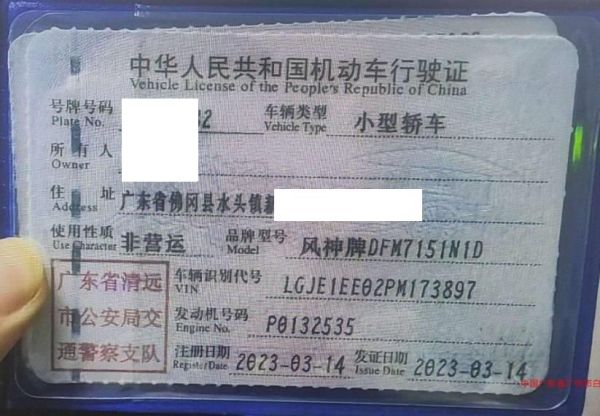 中华人民共和国机动车行驶证
Vehicle License of the People's Republic of China
号牌号码 车辆类型 小型轿车
Plate No. 2 Vehicle Type
所有人
Owner
住址 广东省佛冈县水头镇
Address
使用性质 非营运 品牌型号 风神牌DFM7151N1D
Use Character Model
广东省清远 车辆识别代号 LGJE1EE02PM173897
VIN
市公安局交 发动机号码 P0132535
Engine No.
通警察支队 注册日期 2023-03-14 发证日期 2023-03-14
Register Date Issue Date